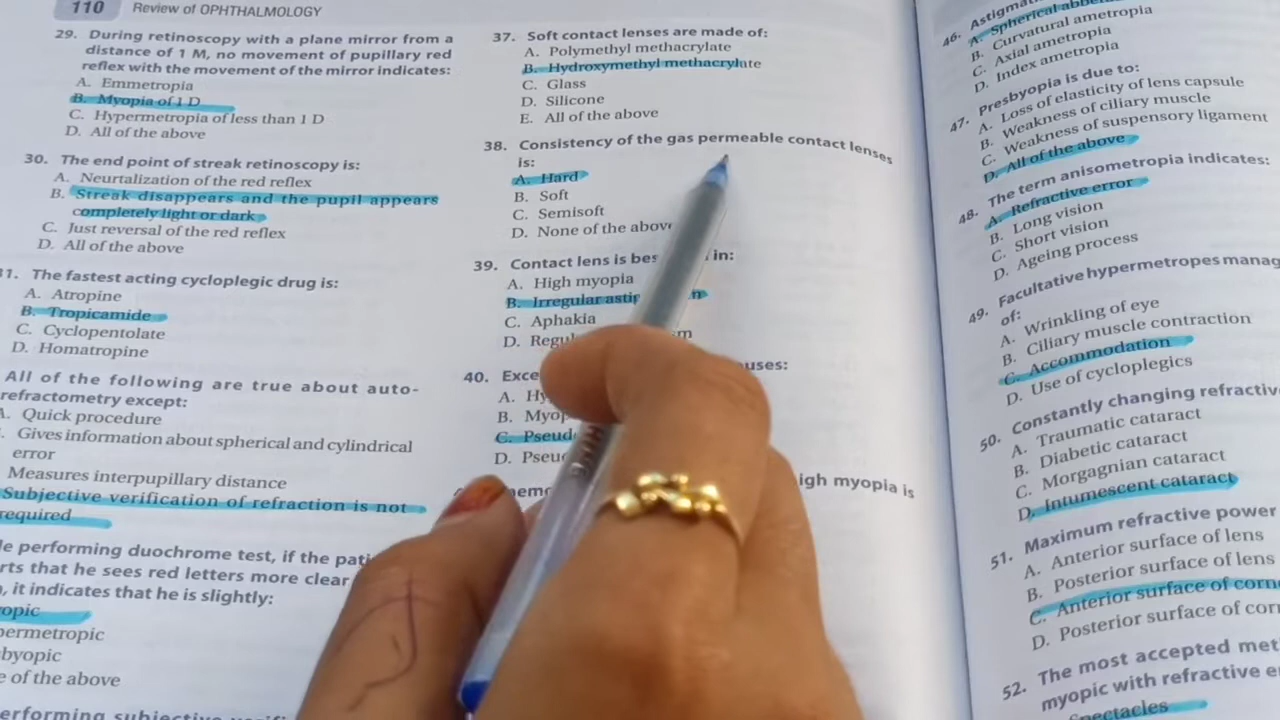 110 Review of OPHTHALMOLOGY
29. During retinoscopy with a plane mirror from a
distance of 1 M, no movement of pupillary red
reflex with the movement of the mirror indicates:
A. Emmetropia
B. Myopia of 1 D
C. Hypermetropia of less than 1 D
D. All of the above
30. The end point of streak retinoscopy is:
A. Neurtalization of the red reflex
B. Streak disappears and the pupil appears
completely light or dark
C. Just reversal of the red reflex
D. All of the above
31. The fastest acting cycloplegic drug is:
A. Atropine
B. Tropicamide
C. Cyclopentolate
D. Homatropine
All of the following are true about auto-
refractometry except:
A. Quick procedure
Gives information about spherical and cylindrical
error
Measures interpupillary distance
Subjective verification of refraction is not
required
performing duochrome test, if the
that he sees red letters more clear
it indicates that he is slightly:
of the above
37. Soft contact lenses are made of:
A. Polymethyl methacrylate
B. Hydroxymethyl methacrylate
C. Glass
D. Silicone
E. All of the above
38. Consistency of the gas permeable contact lenses
is:
A. Hard
B. Soft
C. Semisoft
D. None of the above
39. Contact lens is in:
A. High myopia
B. Irregular
C. Aphakia
D.
40.
A.
B.
C.
D.
high myopia is
46.
A. Spherical
B. Curvatural ametropia
C. Axial ametropia
D. Index ametropia
47. Presbyopia is due to:
A. Loss of elasticity of lens capsule
B. Weakness of ciliary muscle
C. Weakness of suspensory ligament
D. All of the above
48. The term anisometropia indicates:
A. Refractive error
B. Long vision
C. Short vision
D. Ageing process
49. Facultative hypermetropes
of:
A. Wrinkling of eye
B. Ciliary muscle contraction
C. Accommodation
D. Use of cycloplegics
50. Constantly changing
A. Traumatic cataract
B. Diabetic cataract
C. Morgagnian cataract
D. Intumescent cataract
51. Maximum refractive power
A. Anterior surface of lens
B. Posterior surface of lens
C. Anterior surface of
D. Posterior surface of
52. The most accepted
myopic with refractive
Spectacles